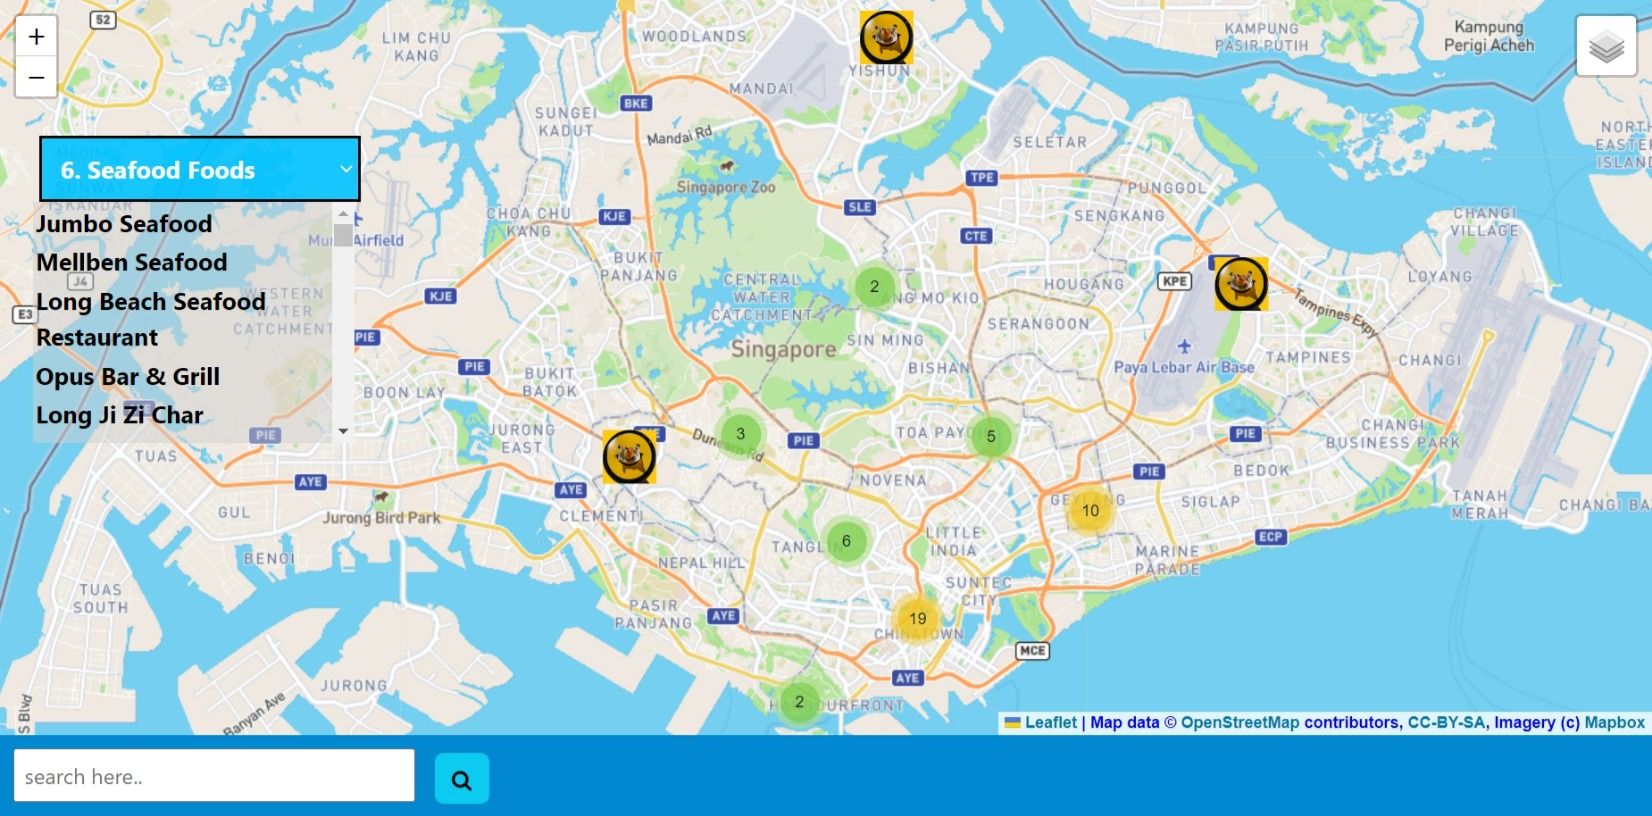 52
LIM CHU
KANG
WOODLANDS
YISHUN
KAMPUNG
PASIR PUTIH
Kampung
Perigi Acheh
+
−
MANDAI
BKE
SUNGEI
KADUT
Mandai Rd
SELETAR
NORTH
EASTE
ISLAN
6. Seafood Foods
Singapore Zoo
TPE
PUNGGOL
SLE
ISKANDAR
CHOA CHU
KANG
KJE
SENGKANG
CTE
CHANGI
VILLAGE
Jumbo Seafood
Airfield
Mellben Seafood
BUKIT
PANJANG
CENTRAL
WATER
CATCHMENT
2
ANG MO KIO
HOUGANG
KPE
LOYANG
J4
KJE
Long Beach Seafood
Restaurant
WESTERN
WATER
CATCHMENT
E3
Tampines Expy
SERANGOON
PIE
Singapore
SIN MING
TAMPINES
CHANGI
PIE
BISHAN
Paya Lebar Air Base
Opus Bar & Grill
BUKIT
BATOK
BOON LAY
Long Ji Zi Char
PIE
JURONG
EAST
3
Dunearn Rd
PIE
TOA PAYO
5
PIE
CHANGI
BUSINESS PARK
TUAS
AYE
AYE
NOVENA
PIE
BEDOK
GUL
Jurong Bird Park
CLEMENTI
GEYLANG
10
SIGLAP
TANAH
MERAH
CHANGI BA
BENOI
TANGLIN
6
LITTLE
INDIA
ECP
NEPAL HILL
MARINE
PARADE
TUAS
SOUTH
PASIR
PANJANG
AYE
SUNTEC
CITY
19
CHINATOWN
MCE
JURONG
AYE
S Blvd
Banyan Ave
2
HARBOURFRONT
Leaflet | Map data © OpenStreetMap contributors, CC-BY-SA, Imagery (c) Mapbox
search here..